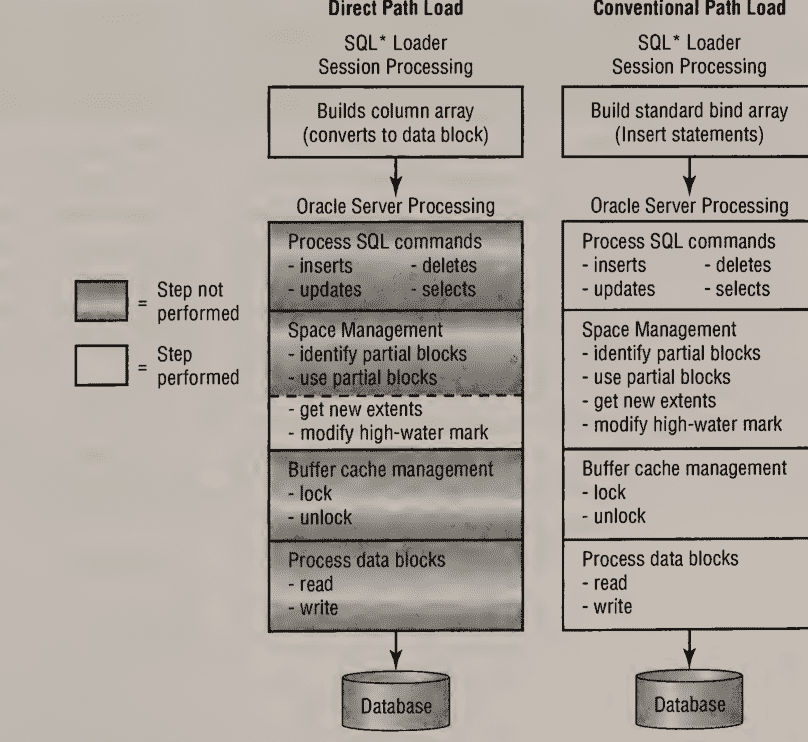 Direct Path Load
SQL* Loader
Session Processing
Builds column array
(converts to data block)
Oracle Server Processing
Process SQL commands
- inserts - deletes
- updates - selects
Space Management
- identify partial blocks
- use partial blocks
- get new extents
- modify high-water mark
Buffer cache management
- lock
- unlock
Process data blocks
- read
- write
Database
Conventional Path Load
SQL* Loader
Session Processing
Build standard bind array
(Insert statements)
Oracle Server Processing
Process SQL commands
- inserts - deletes
- updates - selects
Space Management
- identify partial blocks
- use partial blocks
- get new extents
- modify high-water mark
Buffer cache management
- lock
- unlock
Process data blocks
- read
- write
Database
= Step not
performed
= Step
performed